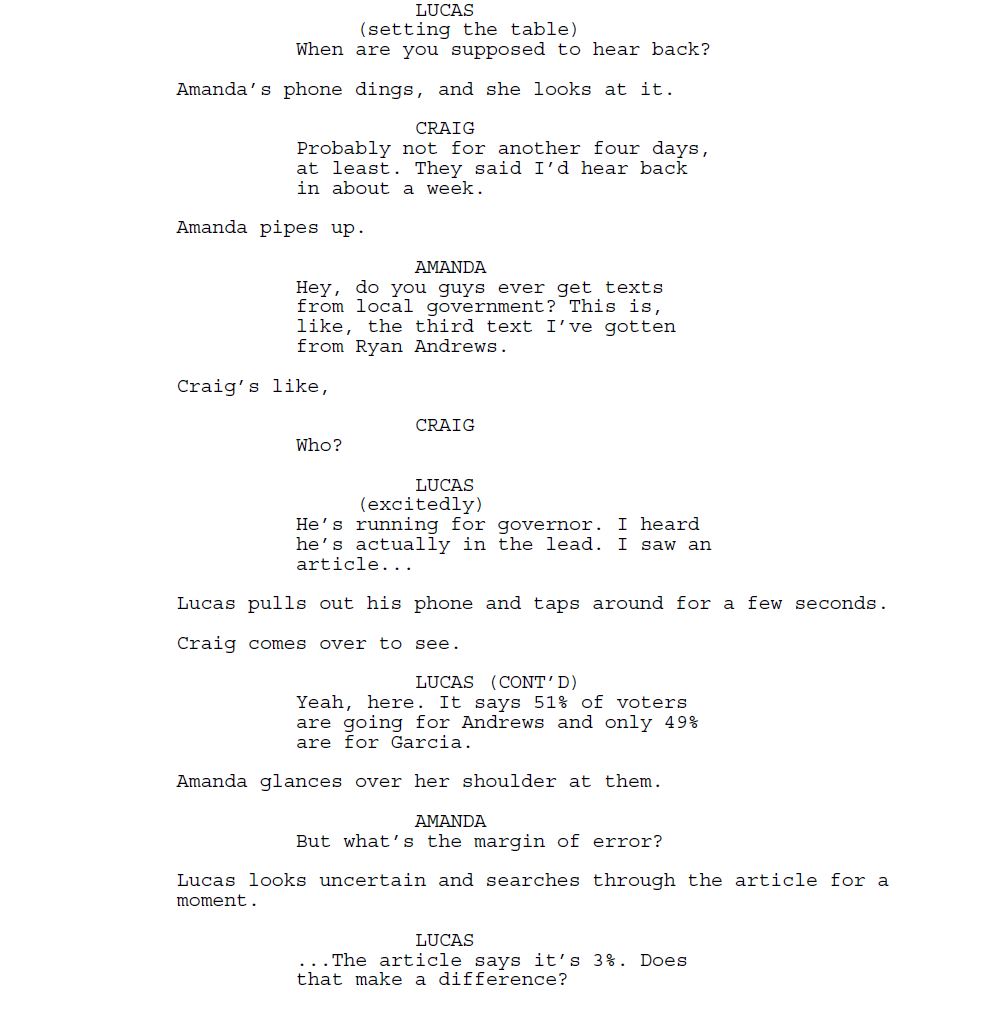 LUCAS
(setting the table)
When are you supposed to hear back?
Amanda’s phone dings, and she looks at it.
CRAIG
Probably not for another four days,
at least. They said I’d hear back
in about a week.
Amanda pipes up.
AMANDA
Hey, do you guys ever get texts
from local government? This is,
like, the third text I’ve gotten
from Ryan Andrews.
Craig’s like,
CRAIG
Who?
LUCAS
(excitedly)
He’s running for governor. I heard
he’s actually in the lead. I saw an
article...
Lucas pulls out his phone and taps around for a few seconds.
Craig comes over to see.
LUCAS (CONT’D)
Yeah, here. It says 51% of voters
are going for Andrews and only 49%
are for Garcia.
Amanda glances over her shoulder at them.
AMANDA
But what’s the margin of error?
Lucas looks uncertain and searches through the article for a
moment.
LUCAS
...The article says it’s 3%. Does
that make a difference?